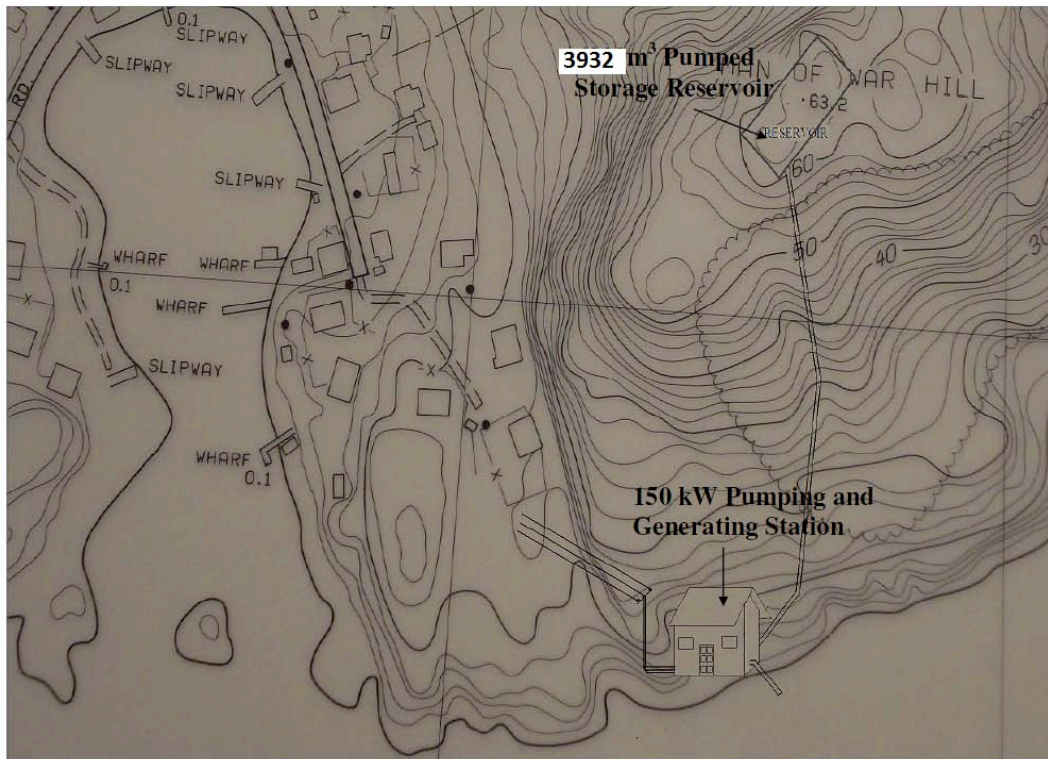 0.1
SLIPWAY
SLIPWAY
SLIPWAY
RD.
SLIPWAY
WHARF
0.1
WHARF
WHARF
SLIPWAY
WHARF
0.1
3932 m³ Pumped
Storage Reservoir
MAN OF WAR HILL
63.2
RESERVOIR
60
50
40
30
150 kW Pumping and
Generating Station